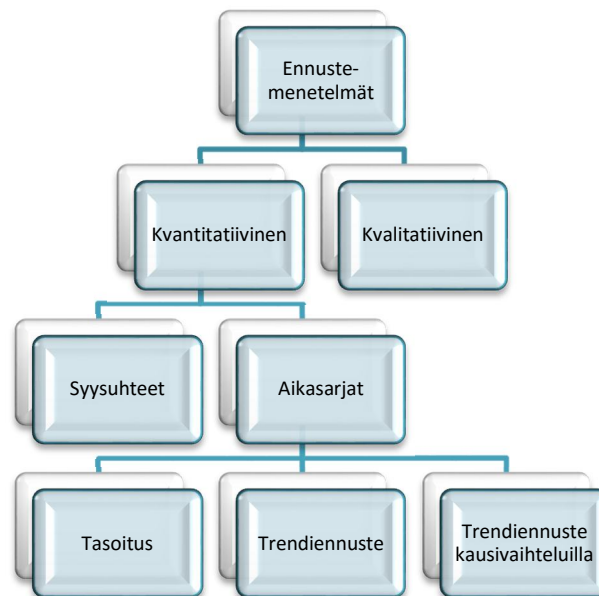 Ennuste-
menetelmät
Kvantitatiivinen
Kvalitatiivinen
Syysuhteet
Aikasarjat
Tasoitus
Trendiennuste
Trendiennuste
kausivaihteluilla